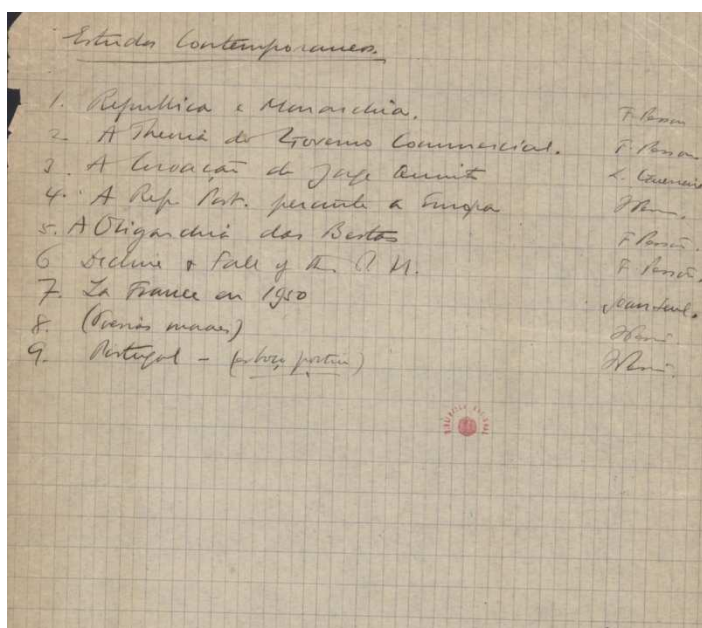 Estudos Contemporaneos.
1. Republica e Monarchia. F. Pessoa
2. A Theoria do Governo Commercial. F. Pessoa.
3. A Coroação de Jorge Quinto L. Guerreiro
4. A Rep. Port. perante a Europa
5. A Oligarchia das Bestas F. Pessoa.
6 Decline & Fall of F. Pessoa.
7. La France en 1950 Jean Seul.
8.
9. Portugal -